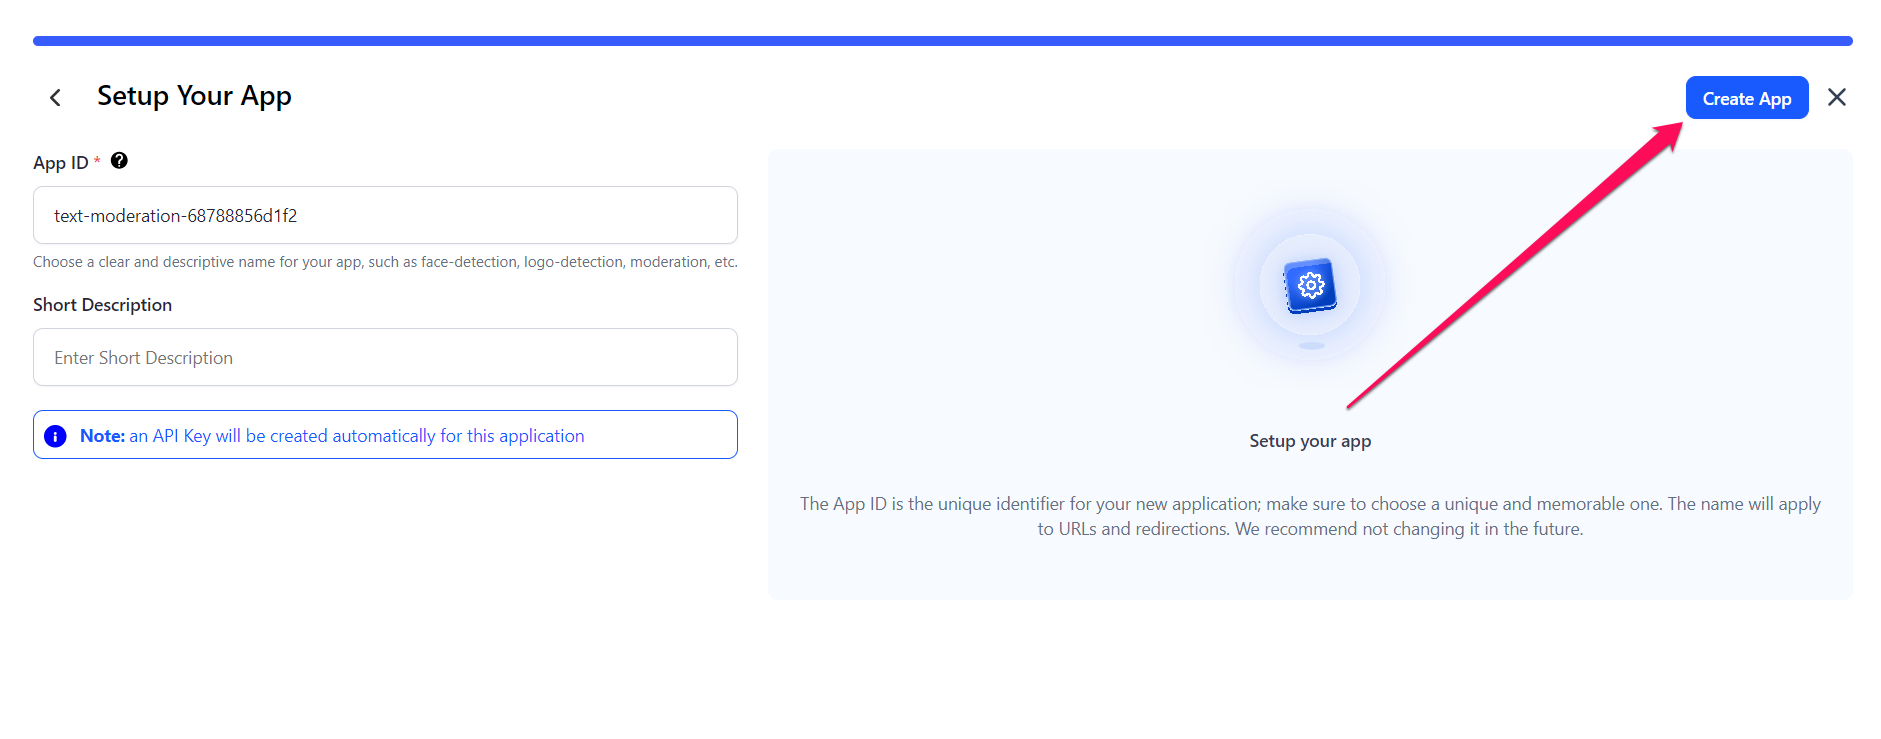 Setup Your App
Create App
App ID *
text-moderation-68788856d1f2
Choose a clear and descriptive name for your app, such as face-detection, logo-detection, moderation, etc.
Short Description
Enter Short Description
Note: an API Key will be created automatically for this application
Setup your app
The App ID is the unique identifier for your new application; make sure to choose a unique and memorable one. The name will apply
to URLs and redirections. We recommend not changing it in the future.